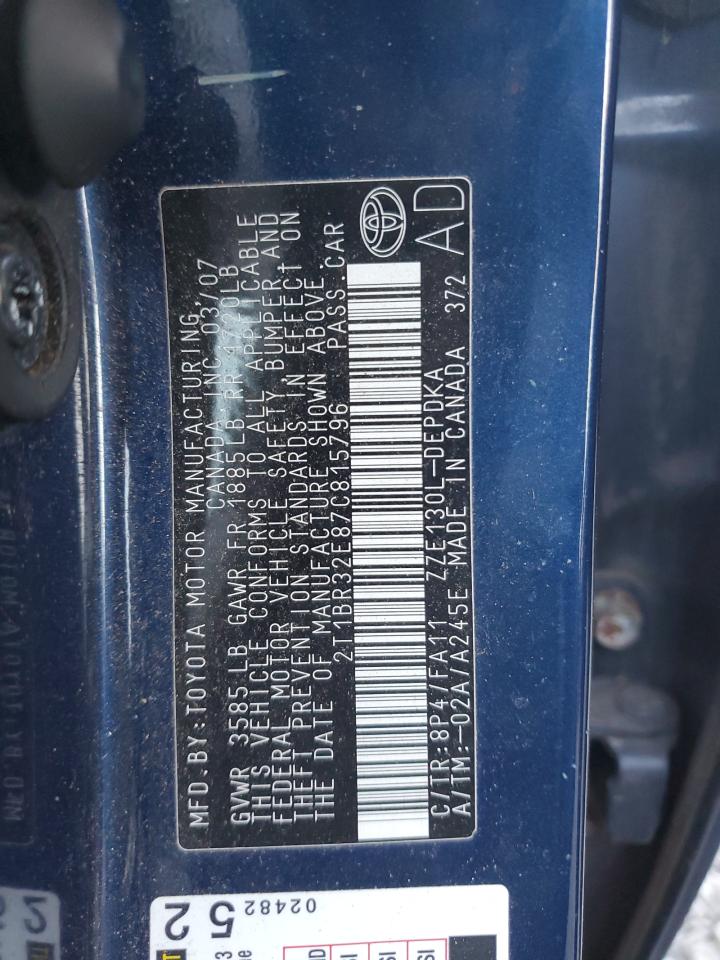 MFD.BY:TOYOTA MOTOR MANUFACTURING,
CANADA INC. 03/07
GVWR 3585LB GAWR FR 1885LB RR 1720LB
THIS VEHICLE CONFORMS TO ALL APPLICABLE
FEDERAL MOTOR VEHICLE SAFETY, BUMPER, AND
THEFT PREVENTION STANDARDS IN EFFECT ON
THE DATE OF MANUFACTURE SHOWN ABOVE.
2T1BR32E87C815796 PASS.CAR
C/TR:8P4/FA11 ZZE130L-DEPDKA
A/TM:-02A/A245E MADE IN CANADA 372
AD
52
02482